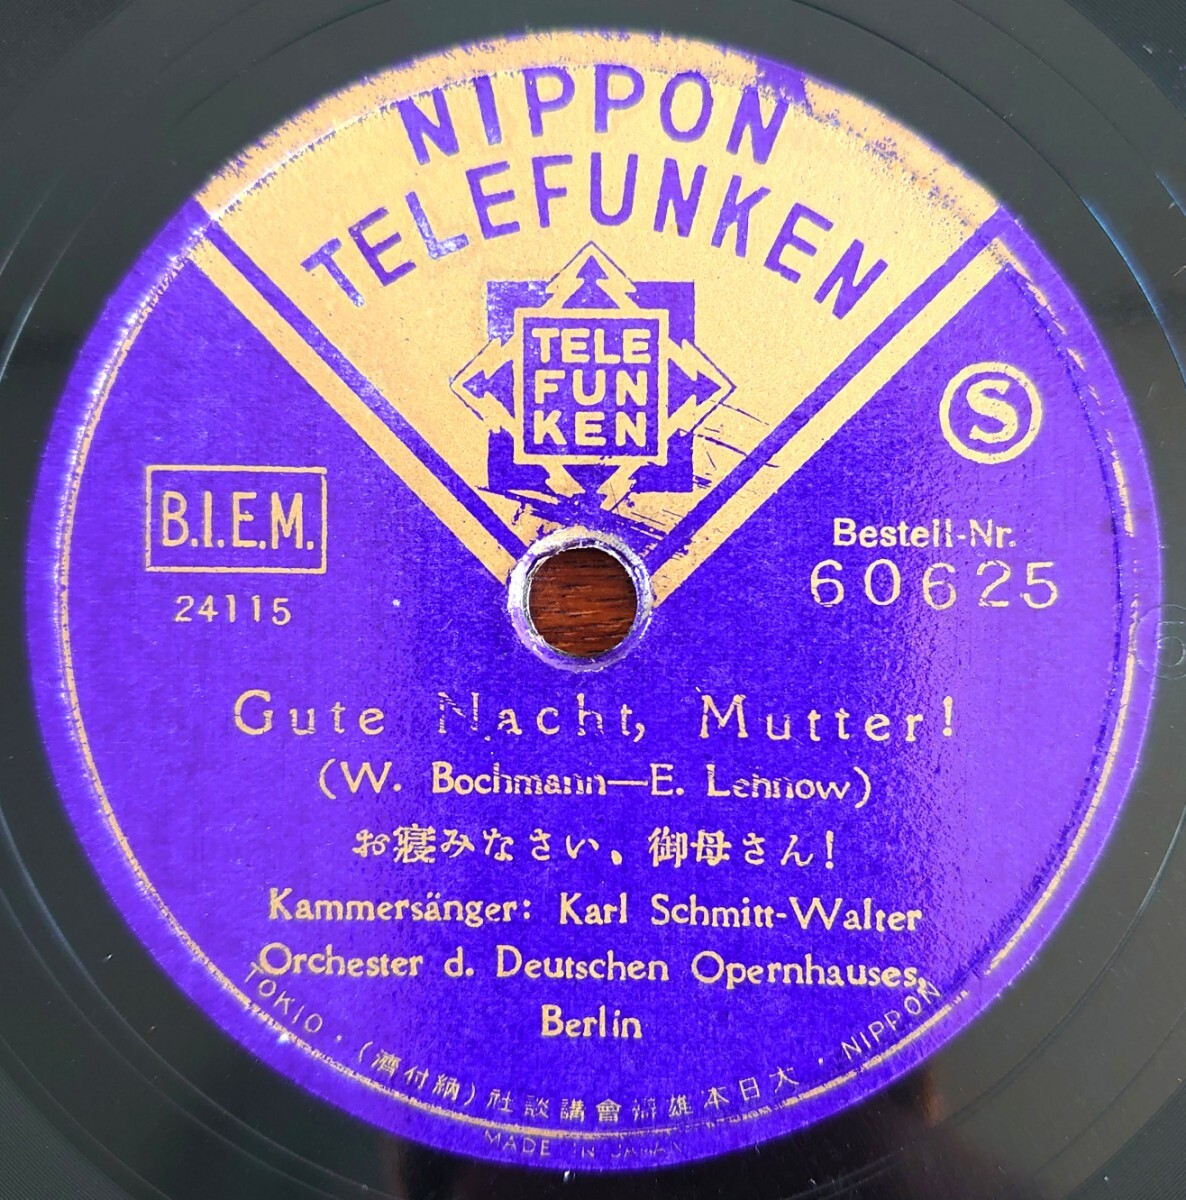 NIPPON
TELEFUNKEN
TELE
FUN
KEN
S
B.I.E.M.
24115
Bestell-Nr.
60625
Gute Nacht, Mutter!
(W. Bochmann—E. Lehnow)
お寝みなさい、御母さん!
Kammersänger: Karl Schmitt-Walter
Orchester d. Deutschen Opernhauses,
Berlin
TOKIO · (濟付納) 社談講會辯雄本日大 · NIPPON
MADE IN JAPAN